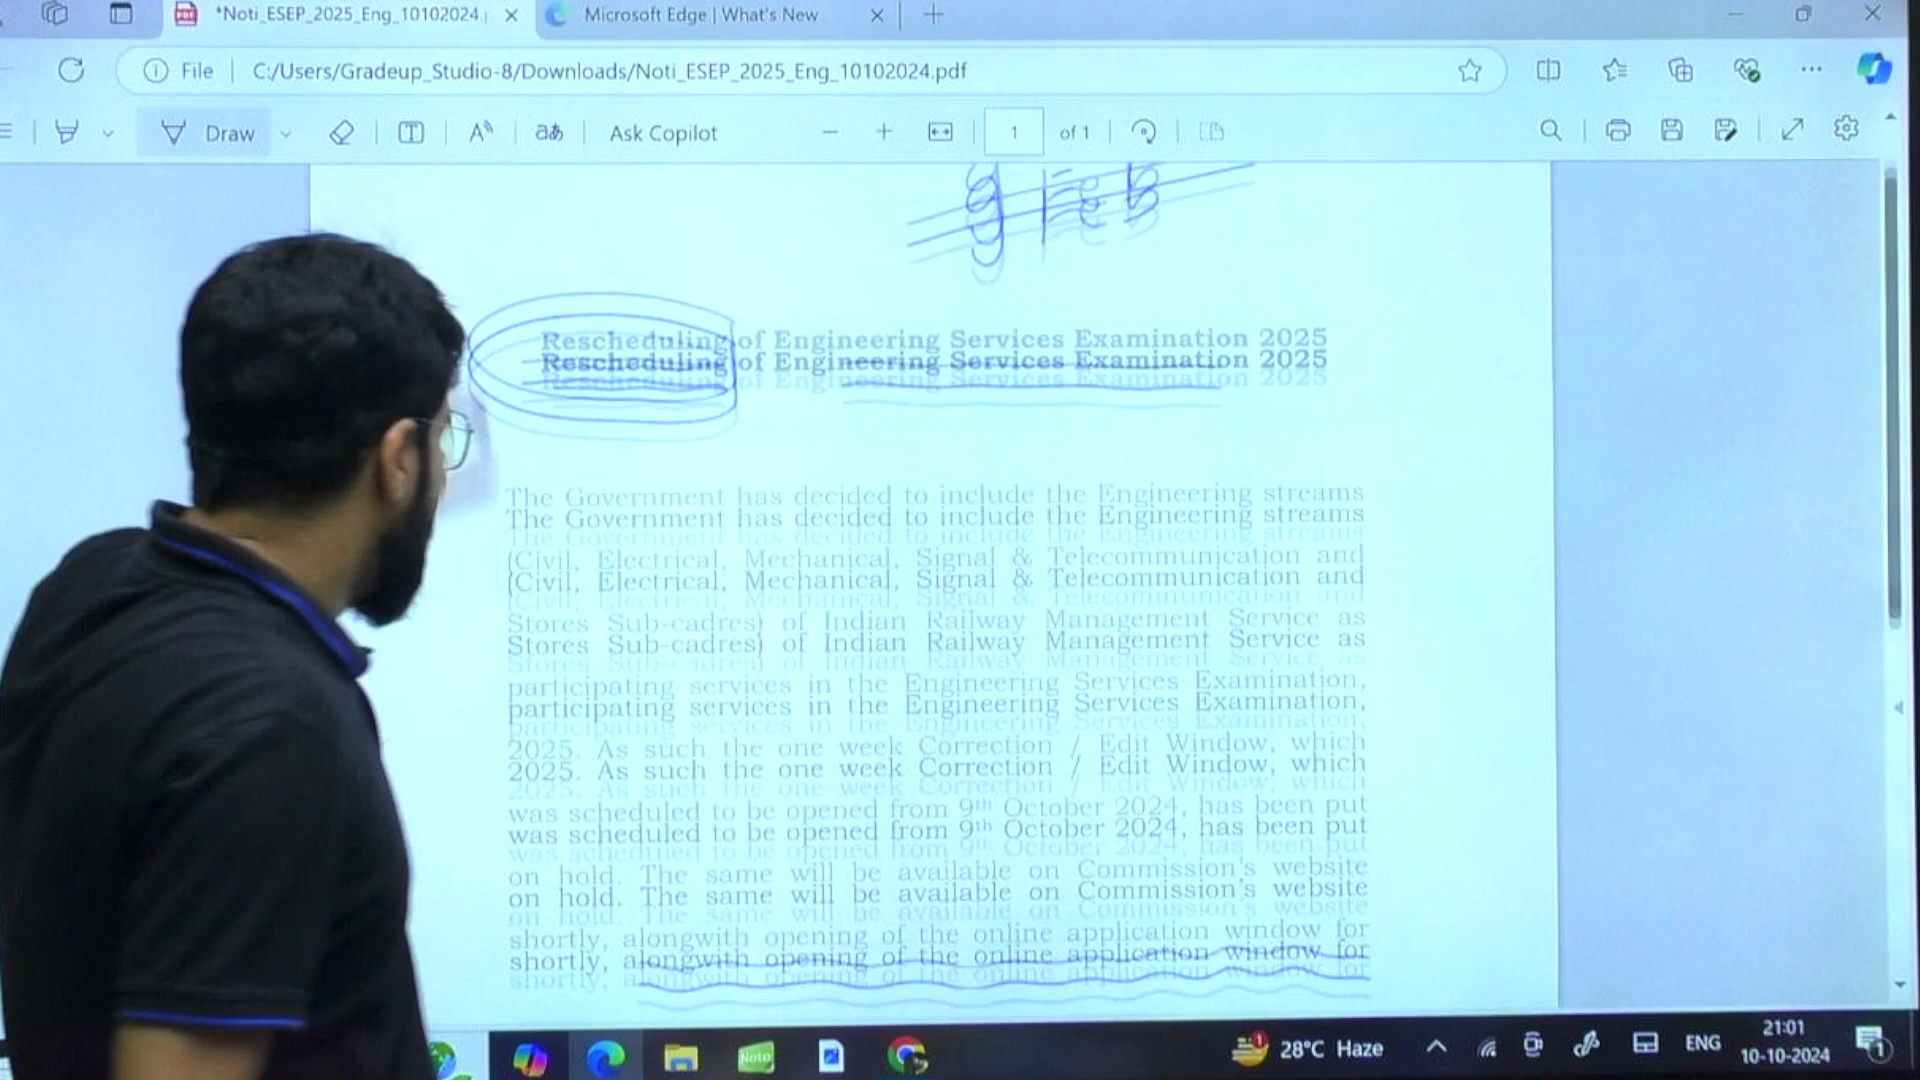 *Noti_ESEP_2025_Eng_10102024
Microsoft Edge | What's New
File
C:/Users/Gradeup_Studio-8/Downloads/Noti_ESEP_2025_Eng_10102024.pdf
Draw
Ask Copilot
1 of 1
9 Feb
Rescheduling of Engineering Services Examination 2025
The Government has decided to include the Engineering streams
(Civil, Electrical, Mechanical, Signal & Telecommunication and
Stores Sub-cadres) of Indian Railway Management Service as
participating services in the Engineering Services Examination,
2025. As such the one week Correction / Edit Window, which
was scheduled to be opened from 9th October 2024, has been put
on hold. The same will be available on Commission's website
shortly, alongwith opening of the online application window for
Noto
1
28°C Haze
ENG
21:01
10-10-2024
1